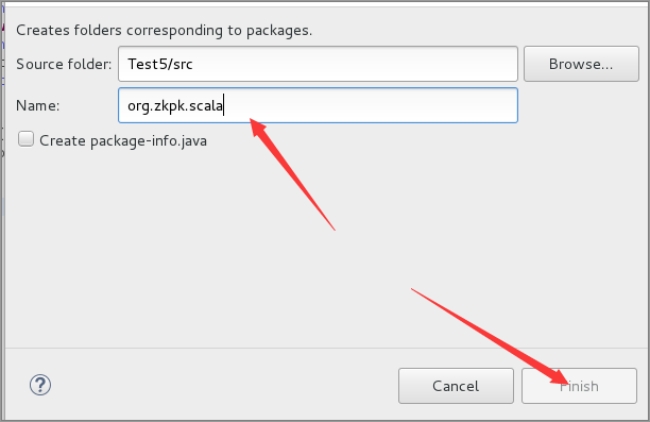 Creates folders corresponding to packages.
Source folder: Test5/src Browse...
Name: org.zkpk.scala
Create package-info.java
? Cancel Finish